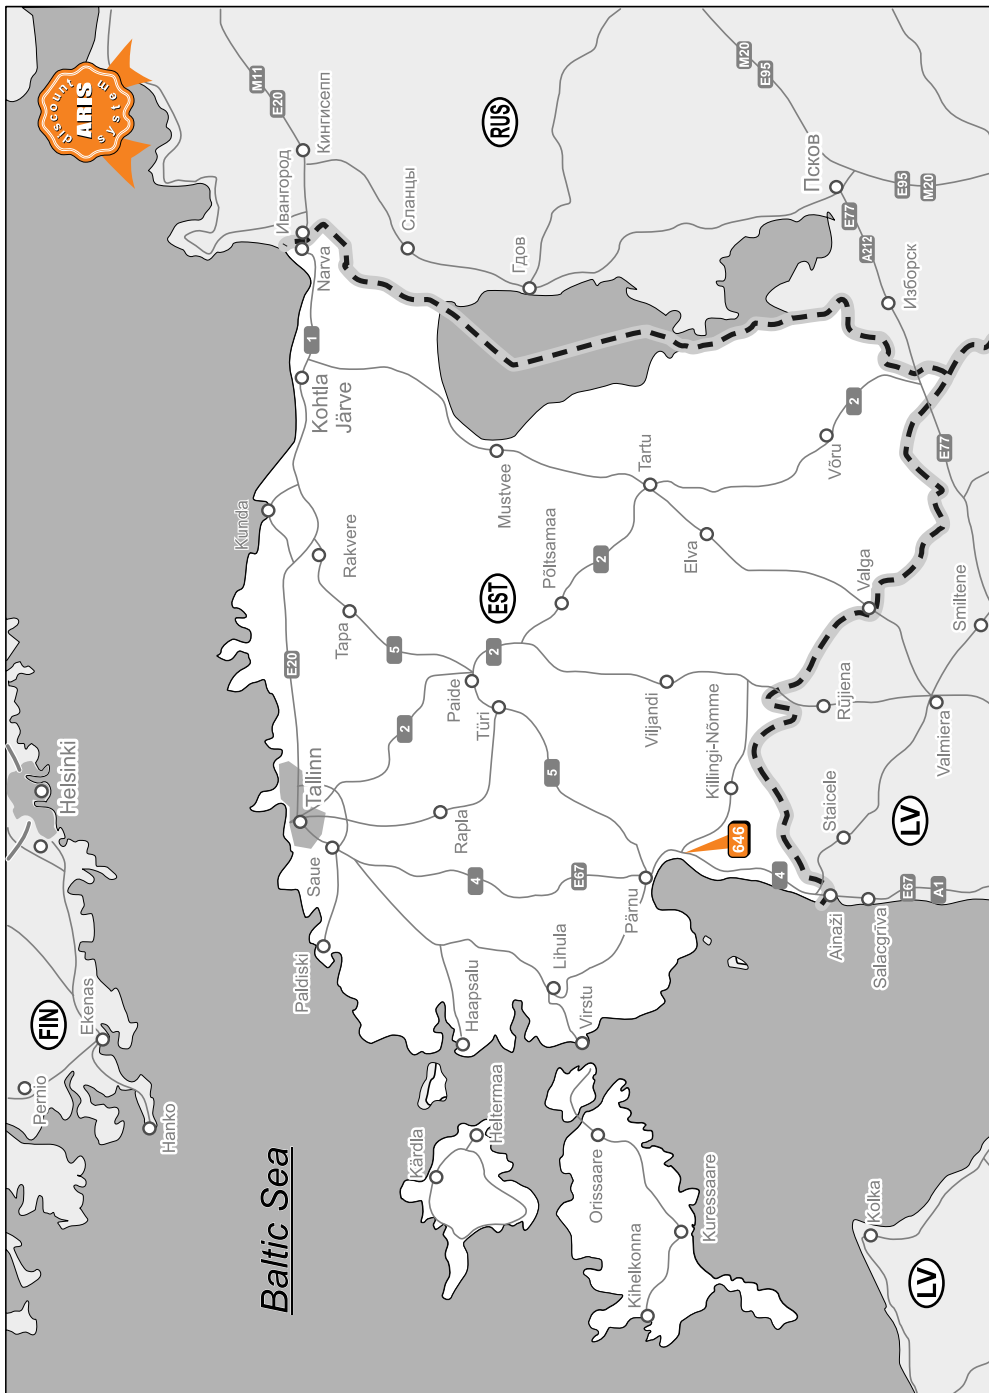 Helsinki
FIN
Ekenas
Pernio
Hanko
Baltic Sea
discount
ARIS
system
M11
E20
Кингисепп
Ивангород
Narva
Сланцы
RUS
Гдов
M20
E95
Псков
E95
M20
E77
A212
Изборск
1
Kohtla
Järve
Kunda
Rakvere
Tapa
E20
5
Mustvee
Tartu
Võru
2
E77
Põltsamaa
2
Elva
Valga
Smiltene
EST
Tallinn
Saue
Paldiski
2
Paide
2
Türi
Rapla
4
E67
5
Viljandi
Killingi-Nõmme
646
Pärnu
4
Rūjiena
Valmiera
Staicele
LV
Ainaži
Salacgrīva
E67
A1
Haapsalu
Lihula
Virstu
Kärdla
Heltermaa
Orissaare
Kuressaare
Kihelkonna
Kolka
LV